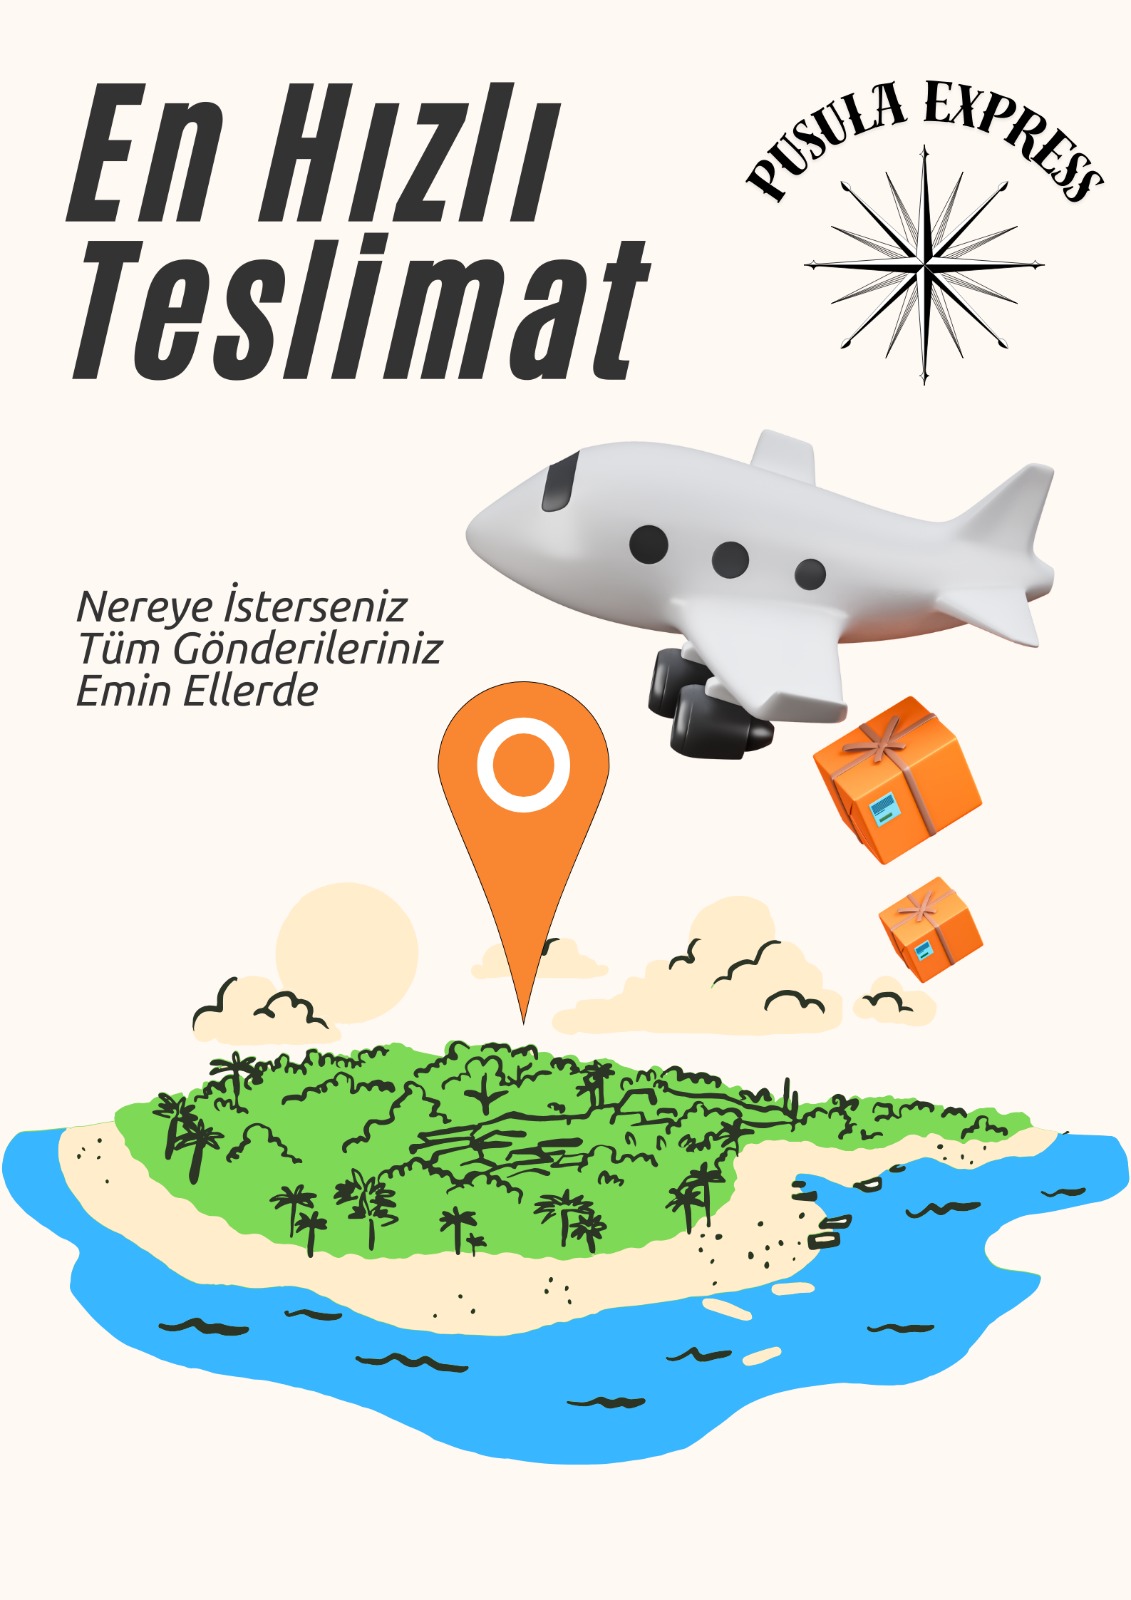 En Hızlı
Teslimat
PUSULA EXPRESS
Nereye İsterseniz
Tüm Gönderileriniz
Emin Ellerde